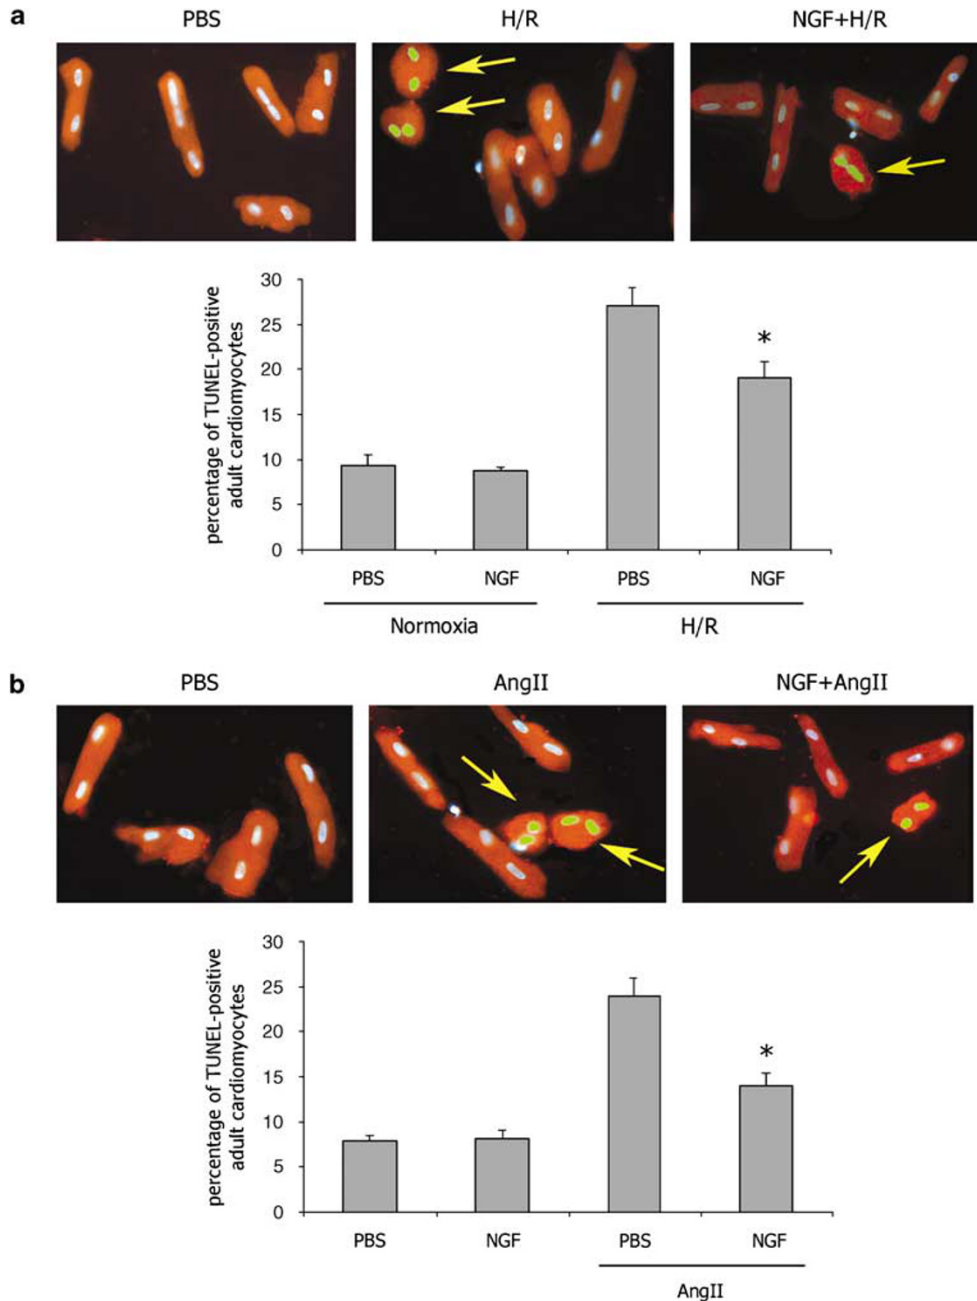 a
PBS
H/R
NGF+H/R
percentage of TUNEL-positive
adult cardiomyocytes
30
25
20
15
10
5
0
*
PBS
NGF
PBS
NGF
Normoxia
H/R
b
PBS
AngII
NGF+AngII
percentage of TUNEL-positive
adult cardiomyocytes
30
25
20
15
10
5
0
*
PBS
NGF
PBS
NGF
AngII